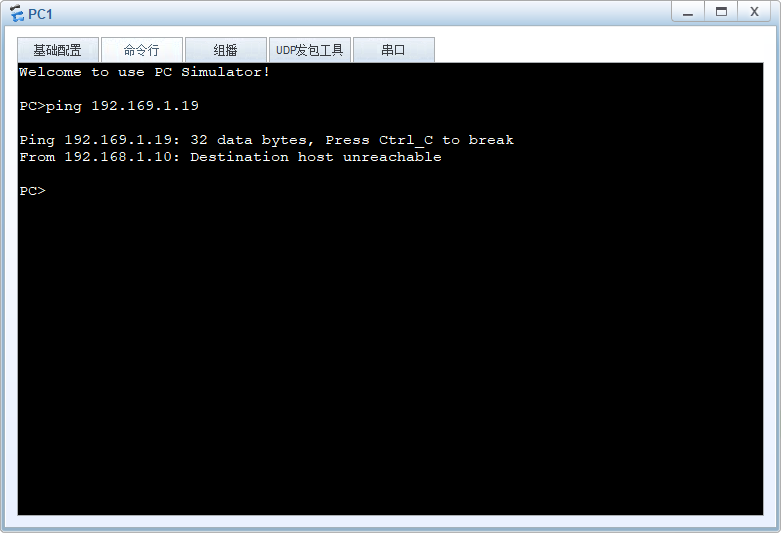 PC1
基础配置 命令行 组播 UDP发包工具 串口
Welcome to use PC Simulator!
PC>ping 192.169.1.19
Ping 192.169.1.19: 32 data bytes, Press Ctrl_C to break
From 192.168.1.10: Destination host unreachable
PC>